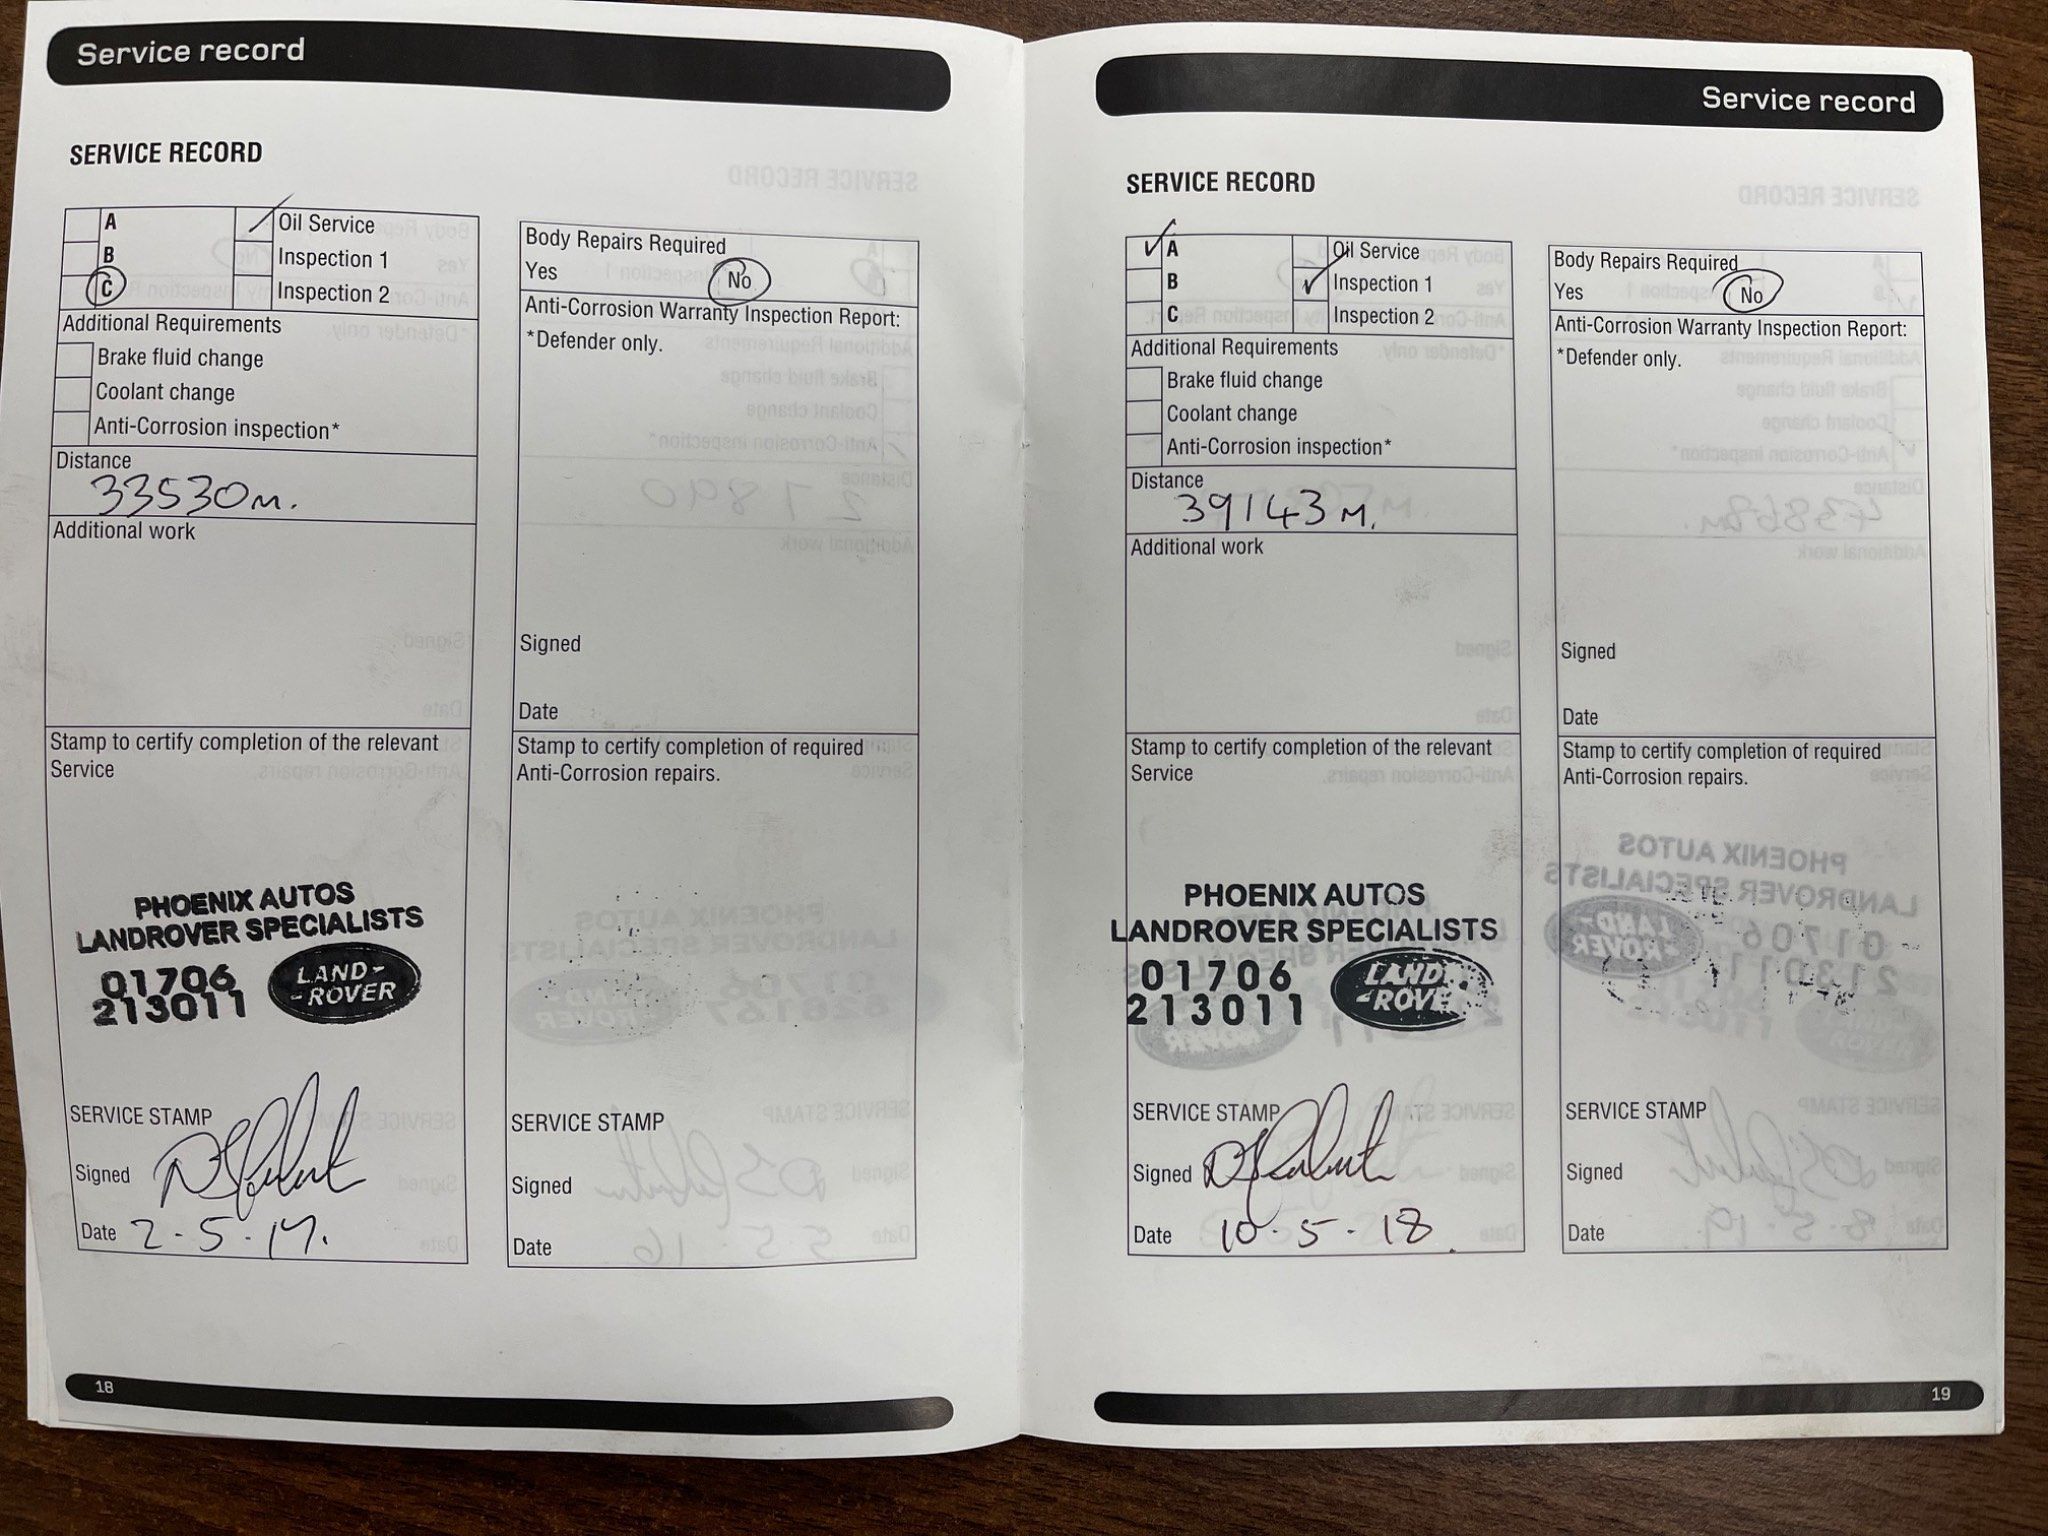 Service record
SERVICE RECORD
A
B
C
Oil Service
Inspection 1
Inspection 2
Additional Requirements
Brake fluid change
Coolant change
Anti-Corrosion inspection*
Distance
33530M.
Additional work
Stamp to certify completion of the relevant
Service
PHOENIX AUTOS
LANDROVER SPECIALISTS
01706
213011
LAND-
-ROVER
SERVICE STAMP
Signed
Date 2-5-17.
Body Repairs Required
Yes No
Anti-Corrosion Warranty Inspection Report:
*Defender only.
Signed
Date
Stamp to certify completion of required
Anti-Corrosion repairs.
SERVICE STAMP
Signed
Date
18
Service record
SERVICE RECORD
A
B
C
Oil Service
Inspection 1
Inspection 2
Additional Requirements
Brake fluid change
Coolant change
Anti-Corrosion inspection*
Distance
39143M.
Additional work
Stamp to certify completion of the relevant
Service
PHOENIX AUTOS
LANDROVER SPECIALISTS
01706
213011
LAND-
-ROVER
SERVICE STAMP
Signed
Date 10-5-18.
Body Repairs Required
Yes No
Anti-Corrosion Warranty Inspection Report:
*Defender only.
Signed
Date
Stamp to certify completion of required
Anti-Corrosion repairs.
SERVICE STAMP
Signed
Date
19